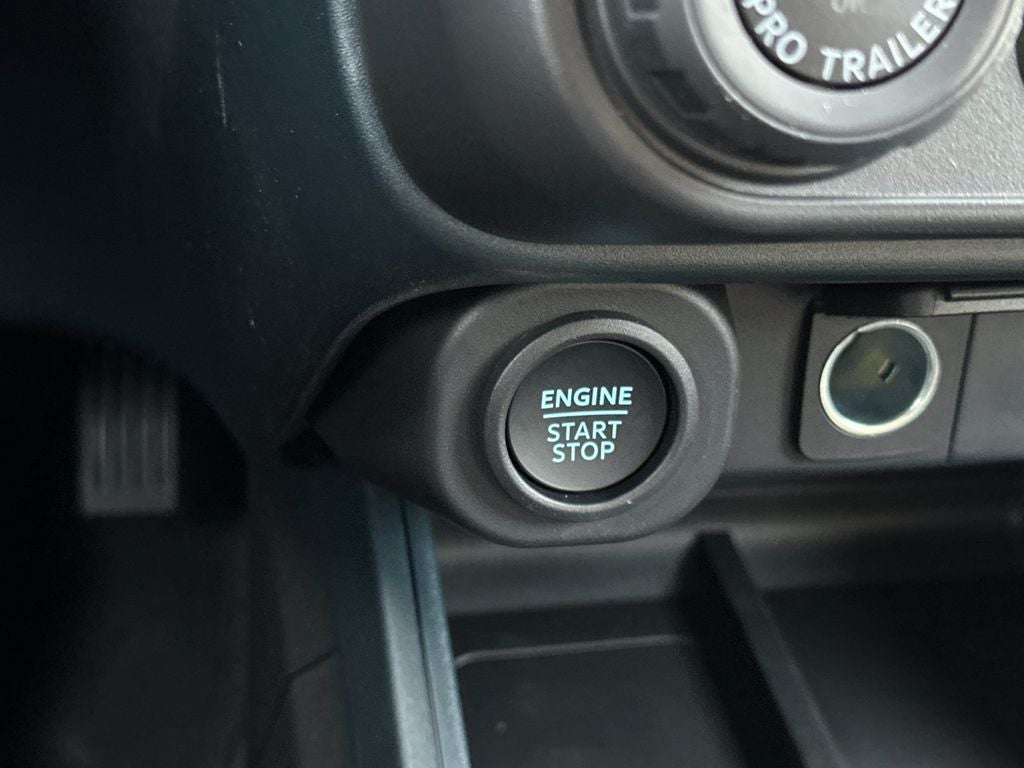 PRO TRAILER
ENGINE
START
STOP